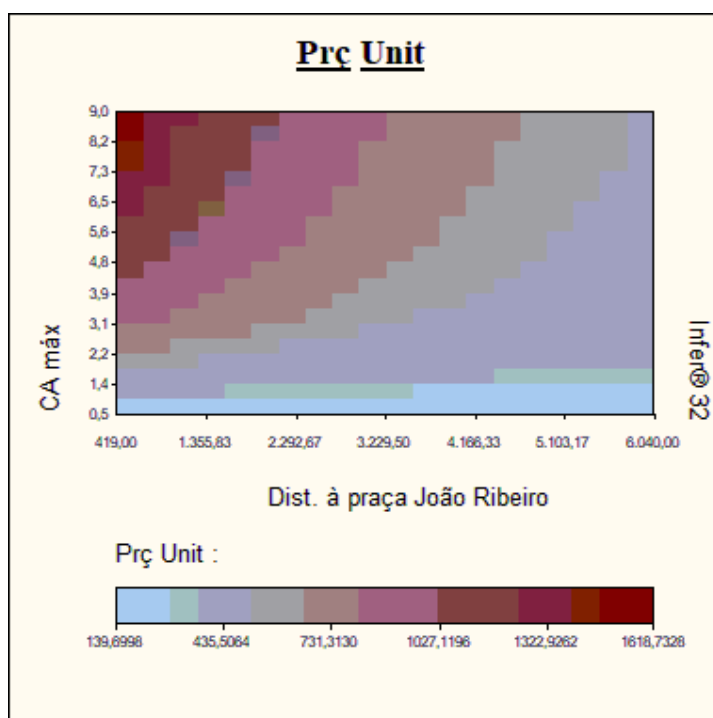 Prç Unit
9,0
8,2
7,3
6,5
5,6
4,8
3,9
3,1
2,2
1,4
0,5
CA máx
Infer® 32
419,00 1.355,83 2.292,67 3.229,50 4.166,33 5.103,17 6.040,00
Dist. à praça João Ribeiro
Prç Unit :
139,6998 435,5064 731,3130 1027,1196 1322,9262 1618,7328